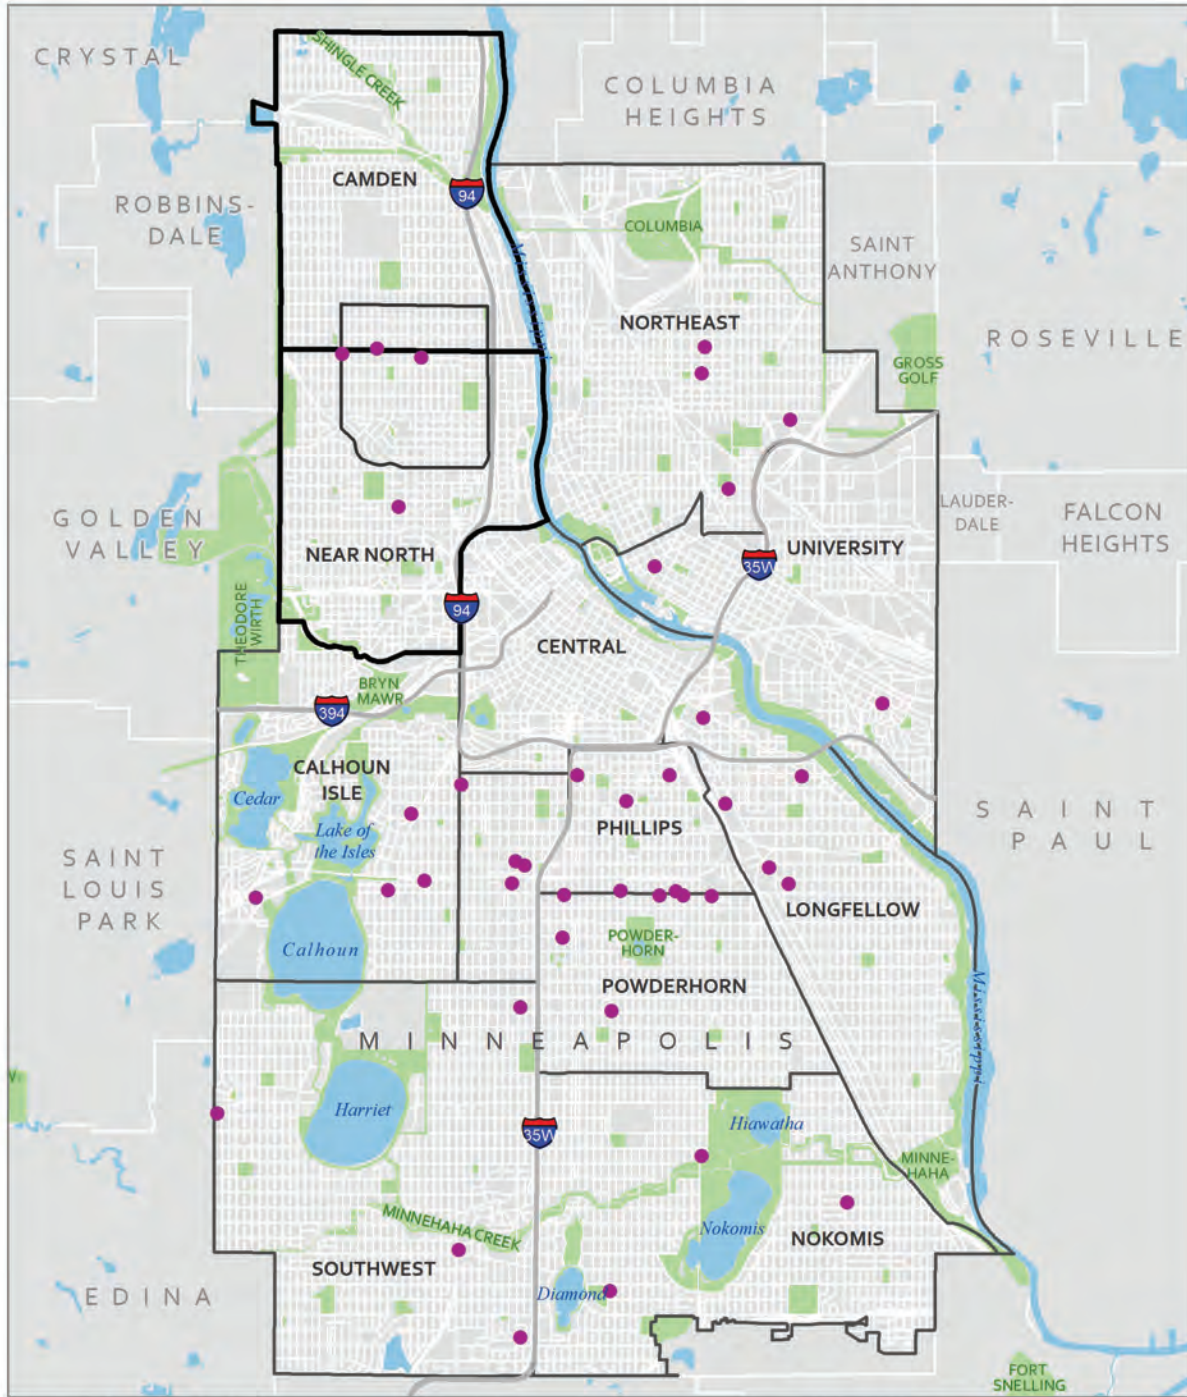 CRYSTAL
SHINGLE CREEK
COLUMBIA
HEIGHTS
CAMDEN
94
ROBBINS-
DALE
COLUMBIA
SAINT
ANTHONY
Mississippi River
NORTHEAST
ROSEVILLE
GROSS
GOLF
GOLDEN
VALLEY
LAUDER-
DALE
FALCON
HEIGHTS
NEAR NORTH
UNIVERSITY
35W
94
THEODORE
WIRTH
CENTRAL
BRYN
MAWR
394
CALHOUN
ISLE
Cedar
Lake of
the Isles
PHILLIPS
SAINT
PAUL
SAINT
LOUIS
PARK
LONGFELLOW
Calhoun
POWDER-
HORN
POWDERHORN
Mississippi
MINNEAPOLIS
Harriet
Hiawatha
35W
MINNE-
HAHA
MINNEHAHA CREEK
Nokomis
NOKOMIS
SOUTHWEST
EDINA
Diamond
FORT
SNELLING